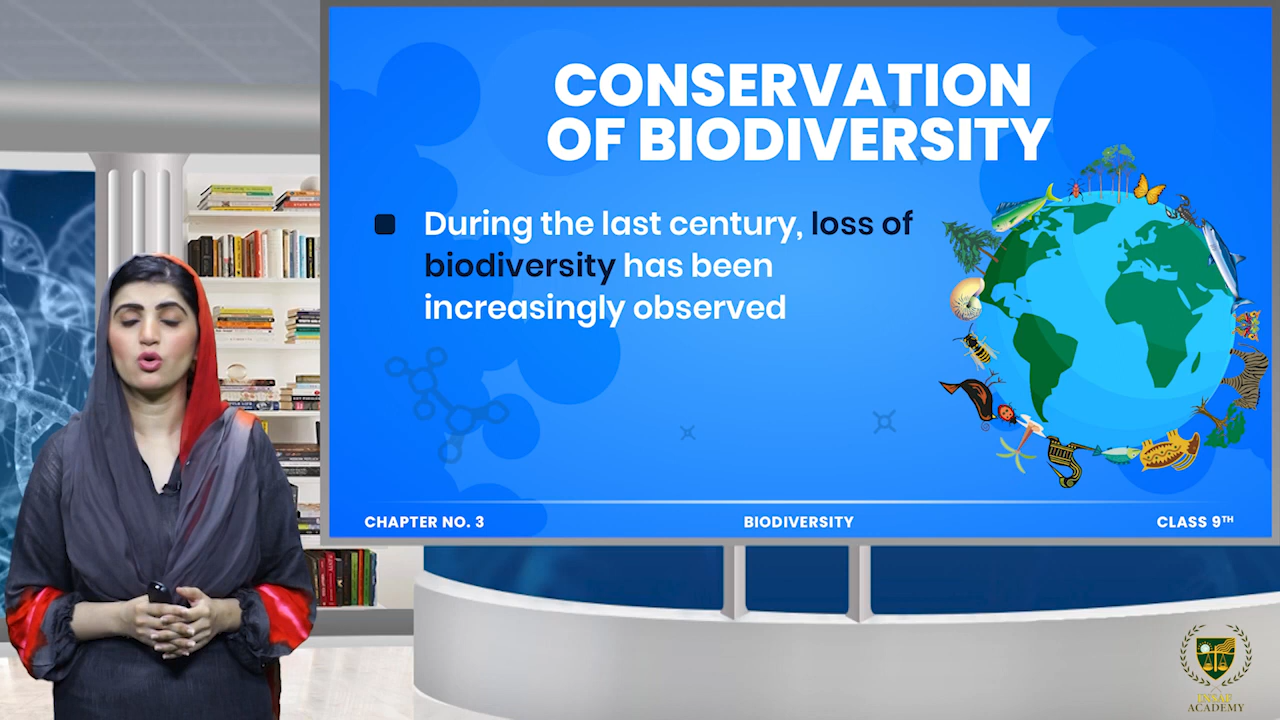 CONSERVATION
OF BIODIVERSITY
During the last century, loss of
biodiversity has been
increasingly observed
CHAPTER NO. 3
BIODIVERSITY
CLASS 9TH
ACADEMY